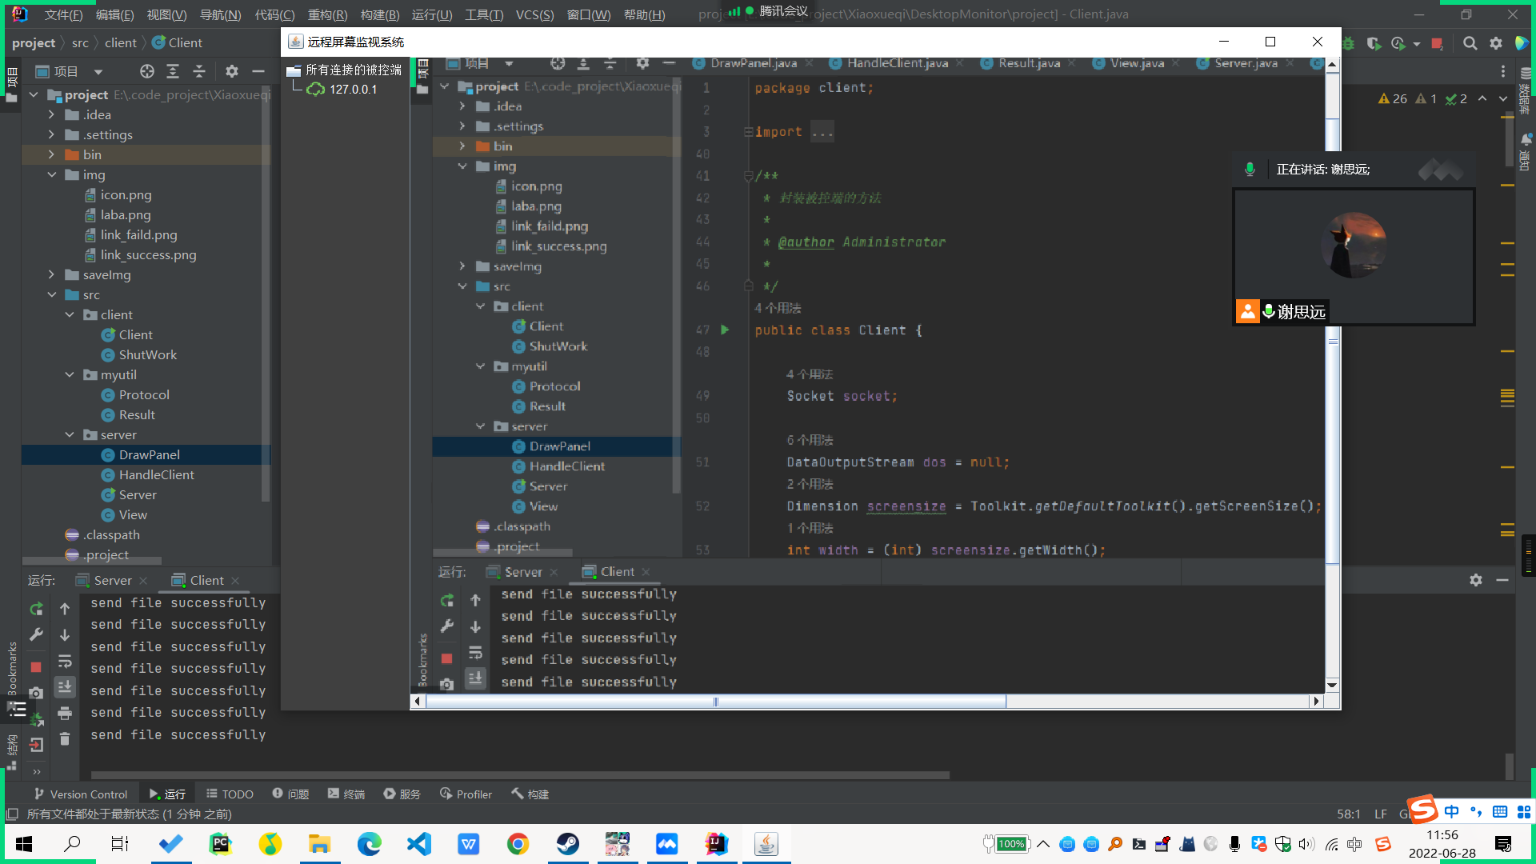 文件(F) 编辑(E) 视图(V) 导航(N) 代码(C) 重构(R) 构建(B) 运行(U) 工具(T) VCS(S) 窗口(W) 帮助(H)
腾讯会议
oject\Xiaoxueqi\DesktopMonitor\project] - Client.java
project
src
client
Client
远程屏幕监视系统
项目
project E:\.code_project\Xiaoxueqi
.idea
.settings
bin
img
icon.png
laba.png
link_faild.png
link_success.png
saveImg
src
client
Client
ShutWork
myutil
Protocol
Result
server
DrawPanel
HandleClient
Server
View
.classpath
.project
所有连接的被控端
127.0.0.1
项目
DrawPanel.java
HandleClient.java
Result.java
View.java
Server.java
project E:\.code_project\Xiaoxueqi
.idea
.settings
bin
img
icon.png
laba.png
link_faild.png
link_success.png
saveImg
src
client
Client
ShutWork
myutil
Protocol
Result
server
DrawPanel
HandleClient
Server
View
.classpath
.project
1 package client;
2
3 import ...
40
41 /**
42 * 封装被控端的方法
43 *
44 * @author Administrator
45 *
46 */
4 个用法
47 public class Client {
48
4 个用法
49 Socket socket;
50
6 个用法
51 DataOutputStream dos = null;
2 个用法
52 Dimension screensize = Toolkit.getDefaultToolkit().getScreenSize();
1 个用法
53 int width = (int) screensize.getWidth();
26 1 2
数据库
通知
正在讲话: 谢思远;
谢思远
运行: Server Client
send file successfully
send file successfully
send file successfully
send file successfully
send file successfully
send file successfully
send file successfully
运行: Server Client
send file successfully
send file successfully
send file successfully
send file successfully
send file successfully
Bookmarks
Bookmarks
结构
Version Control 运行 TODO 问题 终端 服务 Profiler 构建
所有文件都处于最新状态 (1 分钟 之前)
58:1 LF
中
100%
中
11:56
2022-06-28